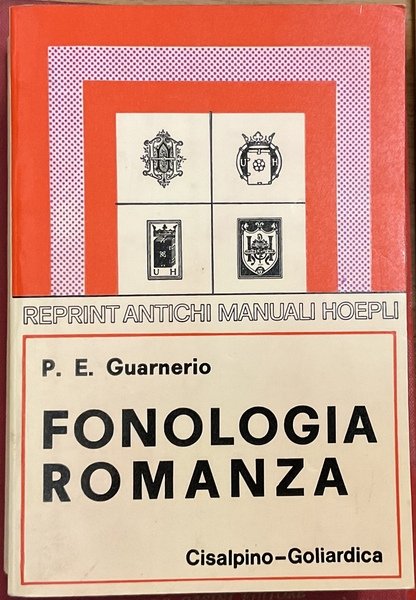 U H
U H
REPRINT ANTICHI MANUALI HOEPLI
P. E. Guarnerio
FONOLOGIA
ROMANZA
Cisalpino-Goliardica